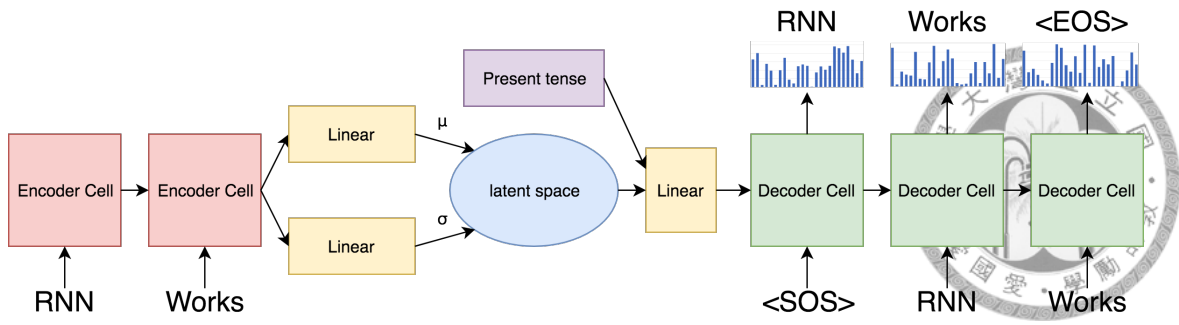 RNN
Works
<EOS>
Present tense
Linear
μ
Encoder Cell
Encoder Cell
latent space
Linear
Decoder Cell
Decoder Cell
Decoder Cell
σ
Linear
RNN
Works
<SOS>
RNN
Works